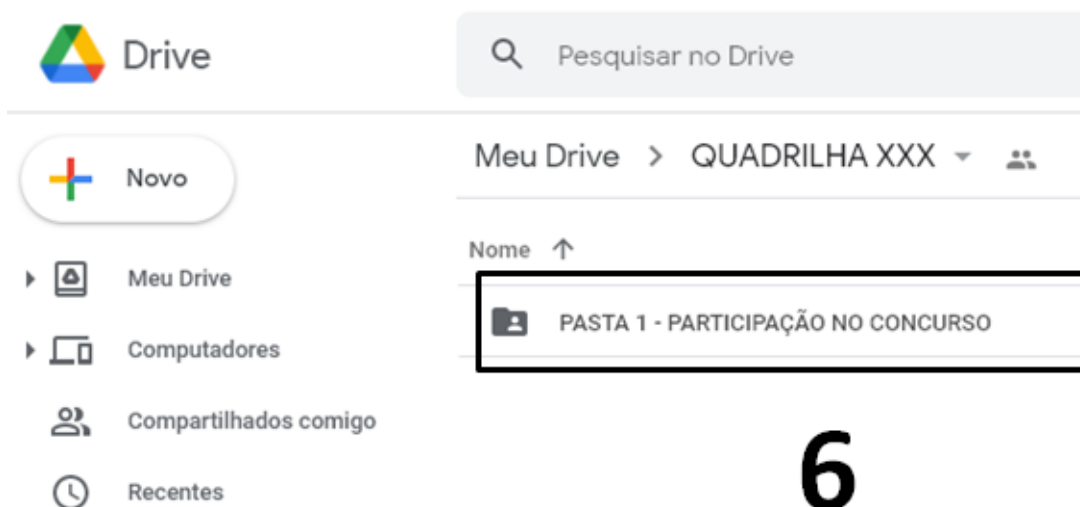 Drive
Pesquisar no Drive
Novo
Meu Drive > QUADRILHA XXX
Nome ↑
Meu Drive
PASTA 1 - PARTICIPAÇÃO NO CONCURSO
Computadores
Compartilhados comigo
6
Recentes